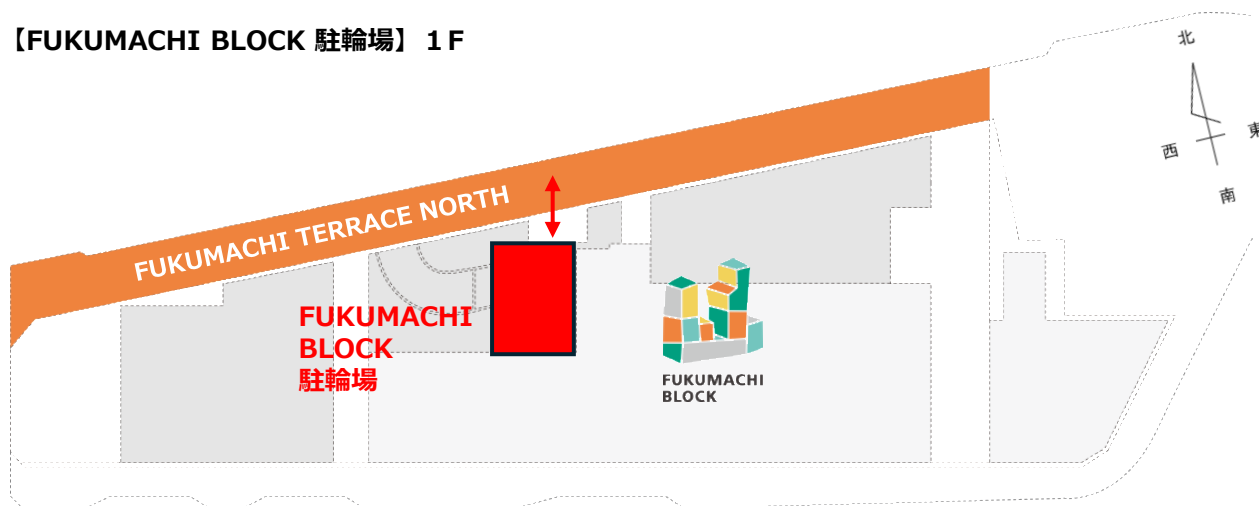 【FUKUMACHI BLOCK 駐輪場】１F
北
東
西
南
FUKUMACHI TERRACE NORTH
FUKUMACHI
BLOCK
駐輪場
FUKUMACHI
BLOCK